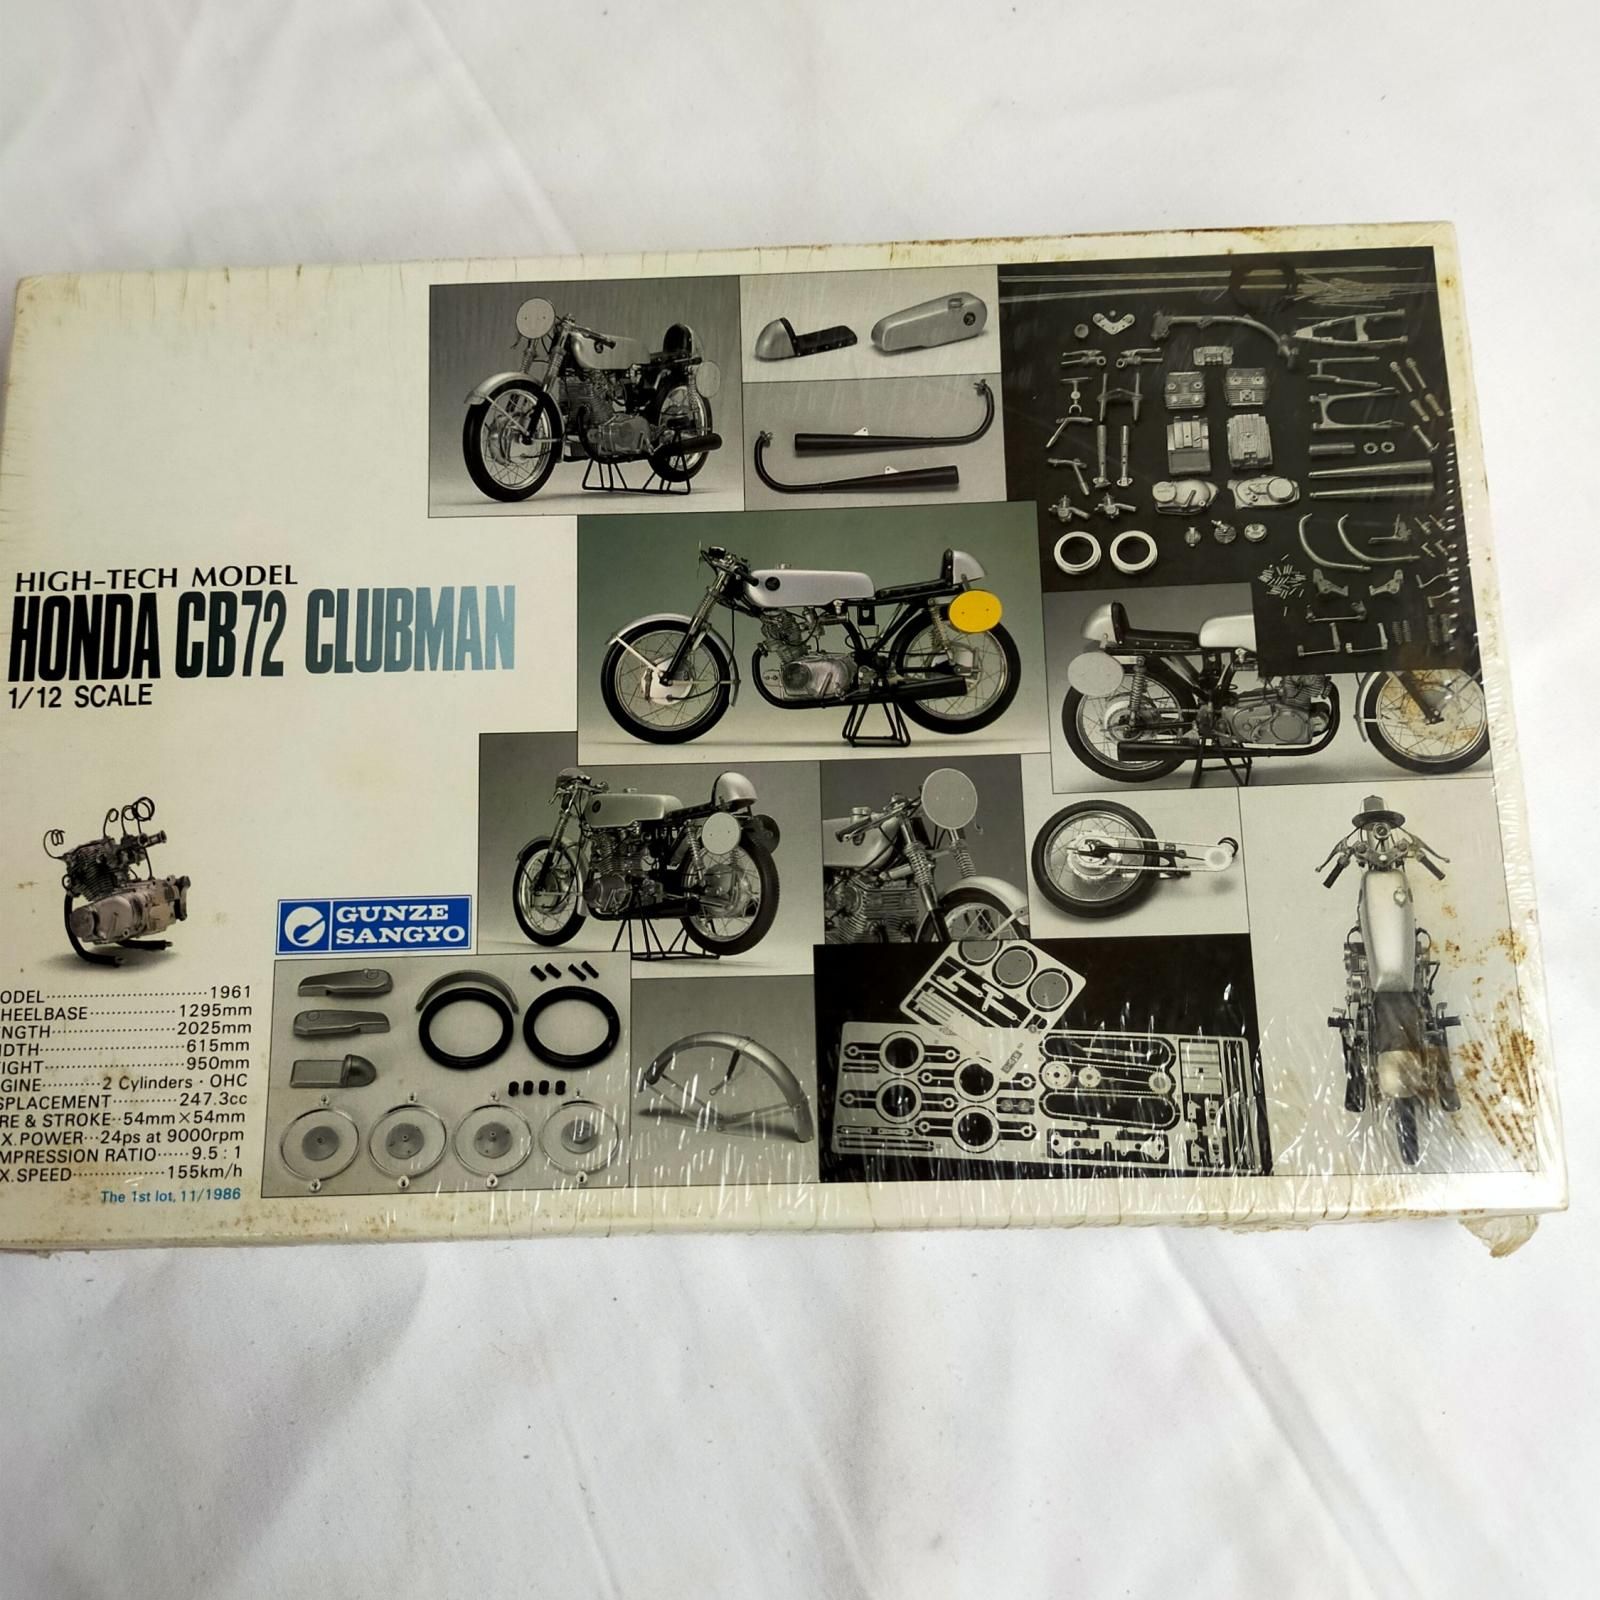 HIGH-TECH MODEL
HONDA CB72 CLUBMAN
1/12 SCALE
GUNZE
SANGYO
ODEL····················1961
HEELBASE··········1295mm
NGTH·················2025mm
DTH····················615mm
IGHT···················950mm
GINE··········2 Cylinders·OHC
SPLACEMENT···········247.3cc
RE & STROKE··54mm×54mm
X.POWER···24ps at 9000rpm
MPRESSION RATIO······9.5 : 1
X.SPEED···············155km/h
The 1st lot, 11/1986